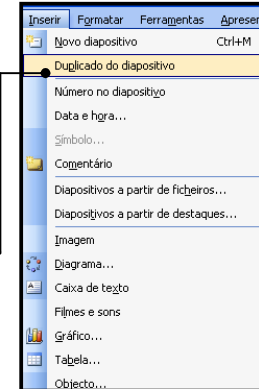 Inserir Formatar Ferramentas
Novo diapositivo Ctrl+M
Duplicado do diapositivo
Número no diapositivo
Data e hora...
Símbolo...
Comentário
Diapositivos a partir de ficheiros...
Diapositivos a partir de destaques...
Imagem
Diagrama...
Caixa de texto
Filmes e sons
Gráfico...
Tabela...
Objecto...